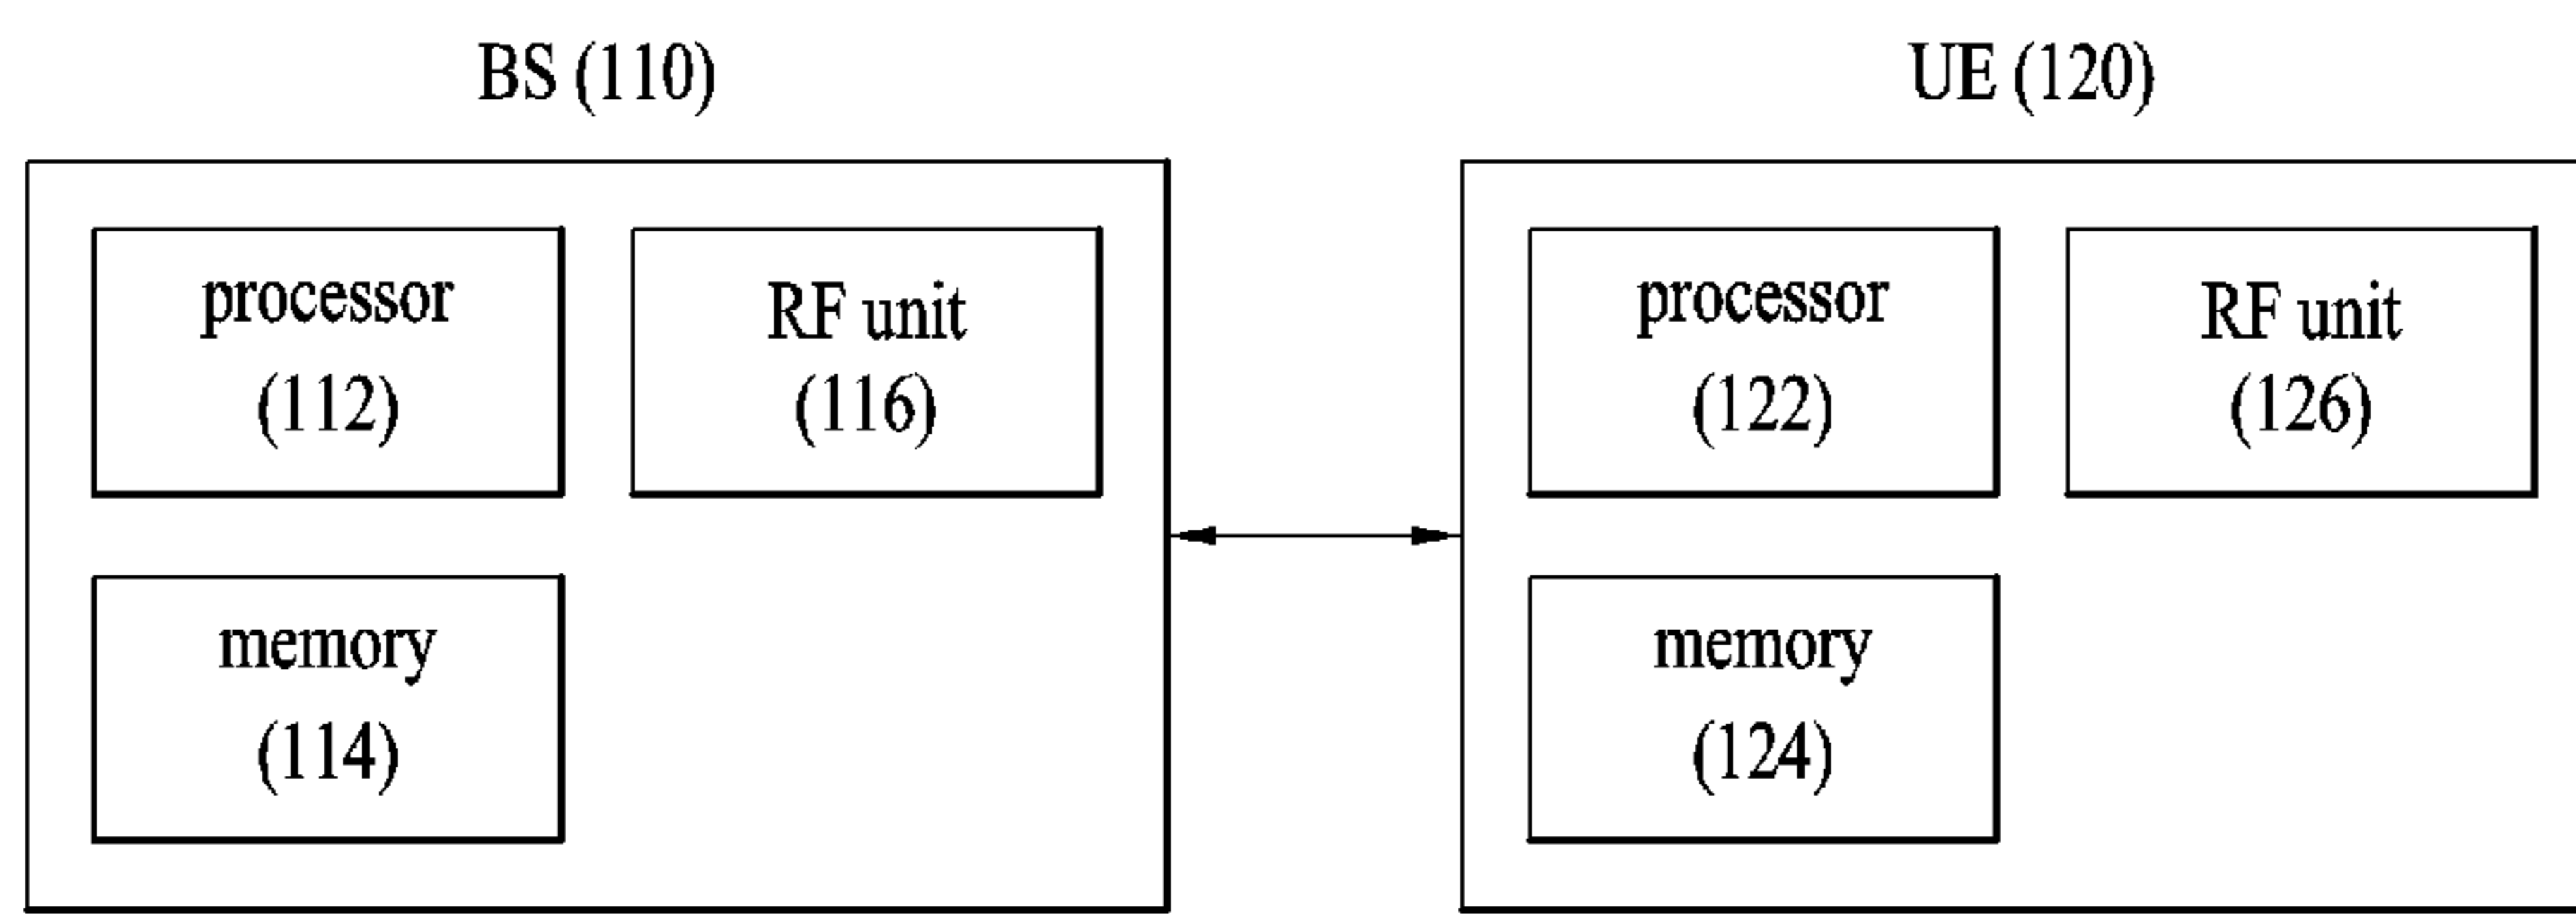 BS (110)
processor
(112)
RF unit
(116)
memory
(114)
UE (120)
processor
(122)
RF unit
(126)
memory
(124)